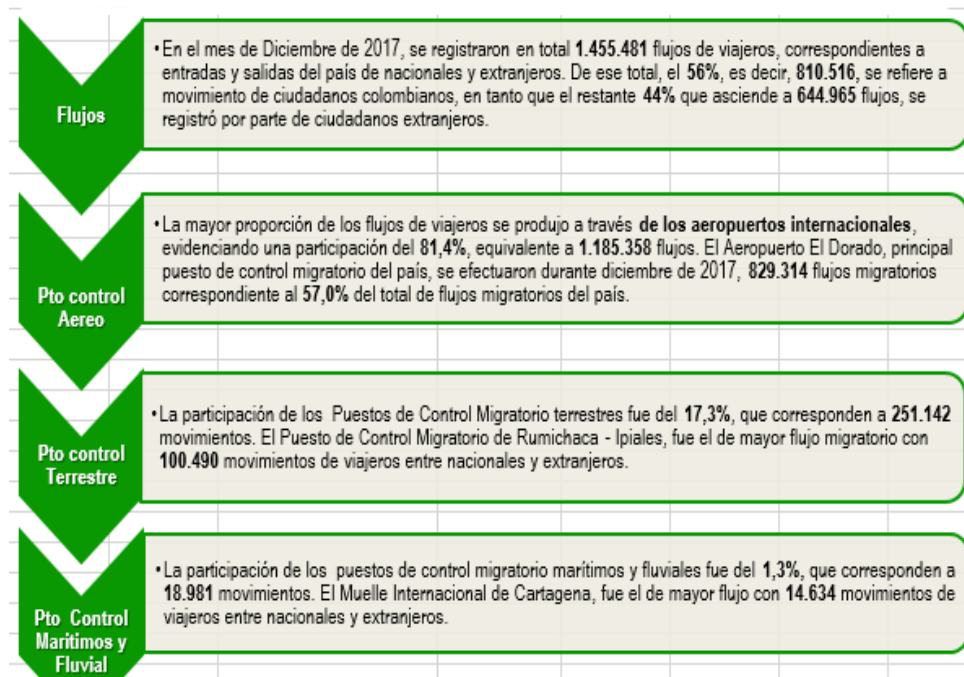 Flujos
•En el mes de Diciembre de 2017, se registraron en total 1.455.481 flujos de viajeros, correspondientes a
entradas y salidas del país de nacionales y extranjeros. De ese total, el 56%, es decir, 810.516, se refiere a
movimiento de ciudadanos colombianos, en tanto que el restante 44% que asciende a 644.965 flujos, se
registró por parte de ciudadanos extranjeros.
Pto control
Aereo
•La mayor proporción de los flujos de viajeros se produjo a través de los aeropuertos internacionales,
evidenciando una participación del 81,4%, equivalente a 1.185.358 flujos. El Aeropuerto El Dorado, principal
puesto de control migratorio del país, se efectuaron durante diciembre de 2017, 829.314 flujos migratorios
correspondiente al 57,0% del total de flujos migratorios del país.
Pto control
Terrestre
•La participación de los Puestos de Control Migratorio terrestres fue del 17,3%, que corresponden a 251.142
movimientos. El Puesto de Control Migratorio de Rumichaca - Ipiales, fue el de mayor flujo migratorio con
100.490 movimientos de viajeros entre nacionales y extranjeros.
Pto Control
Maritimos y
Fluvial
•La participación de los puestos de control migratorio marítimos y fluviales fue del 1,3%, que corresponden a
18.981 movimientos. El Muelle Internacional de Cartagena, fue el de mayor flujo con 14.634 movimientos de
viajeros entre nacionales y extranjeros.